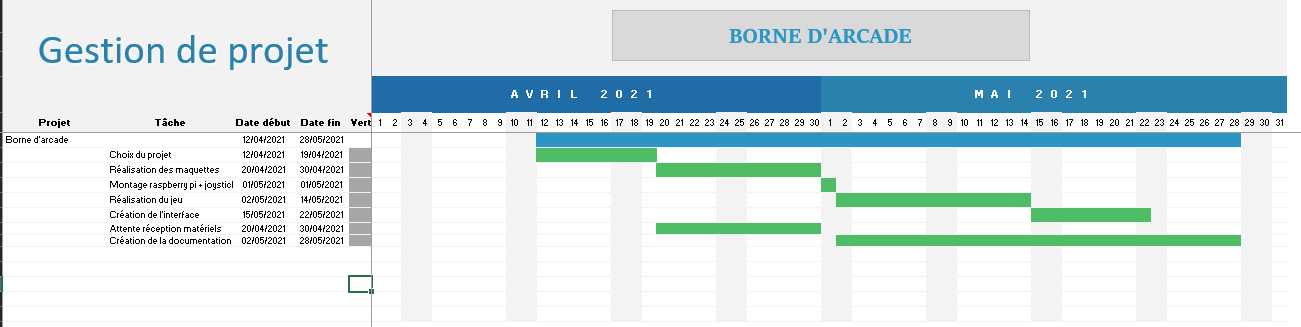 BORNE D'ARCADE
Gestion de projet
AVRIL 2021 MAI 2021
Projet Tâche Date début Date fin Vert 1 2 3 4 5 6 7 8 9 10 11 12 13 14 15 16 17 18 19 20 21 22 23 24 25 26 27 28 29 30 1 2 3 4 5 6 7 8 9 10 11 12 13 14 15 16 17 18 19 20 21 22 23 24 25 26 27 28 29 30 31
Borne d'arcade 12/04/2021 28/05/2021
Choix du projet 12/04/2021 19/04/2021
Réalisation des maquettes 20/04/2021 30/04/2021
Montage raspberry pi + joysticl 01/05/2021 01/05/2021
Réalisation du jeu 02/05/2021 14/05/2021
Création de l'interface 15/05/2021 22/05/2021
Attente réception matériels 20/04/2021 30/04/2021
Création de la documentation 02/05/2021 28/05/2021